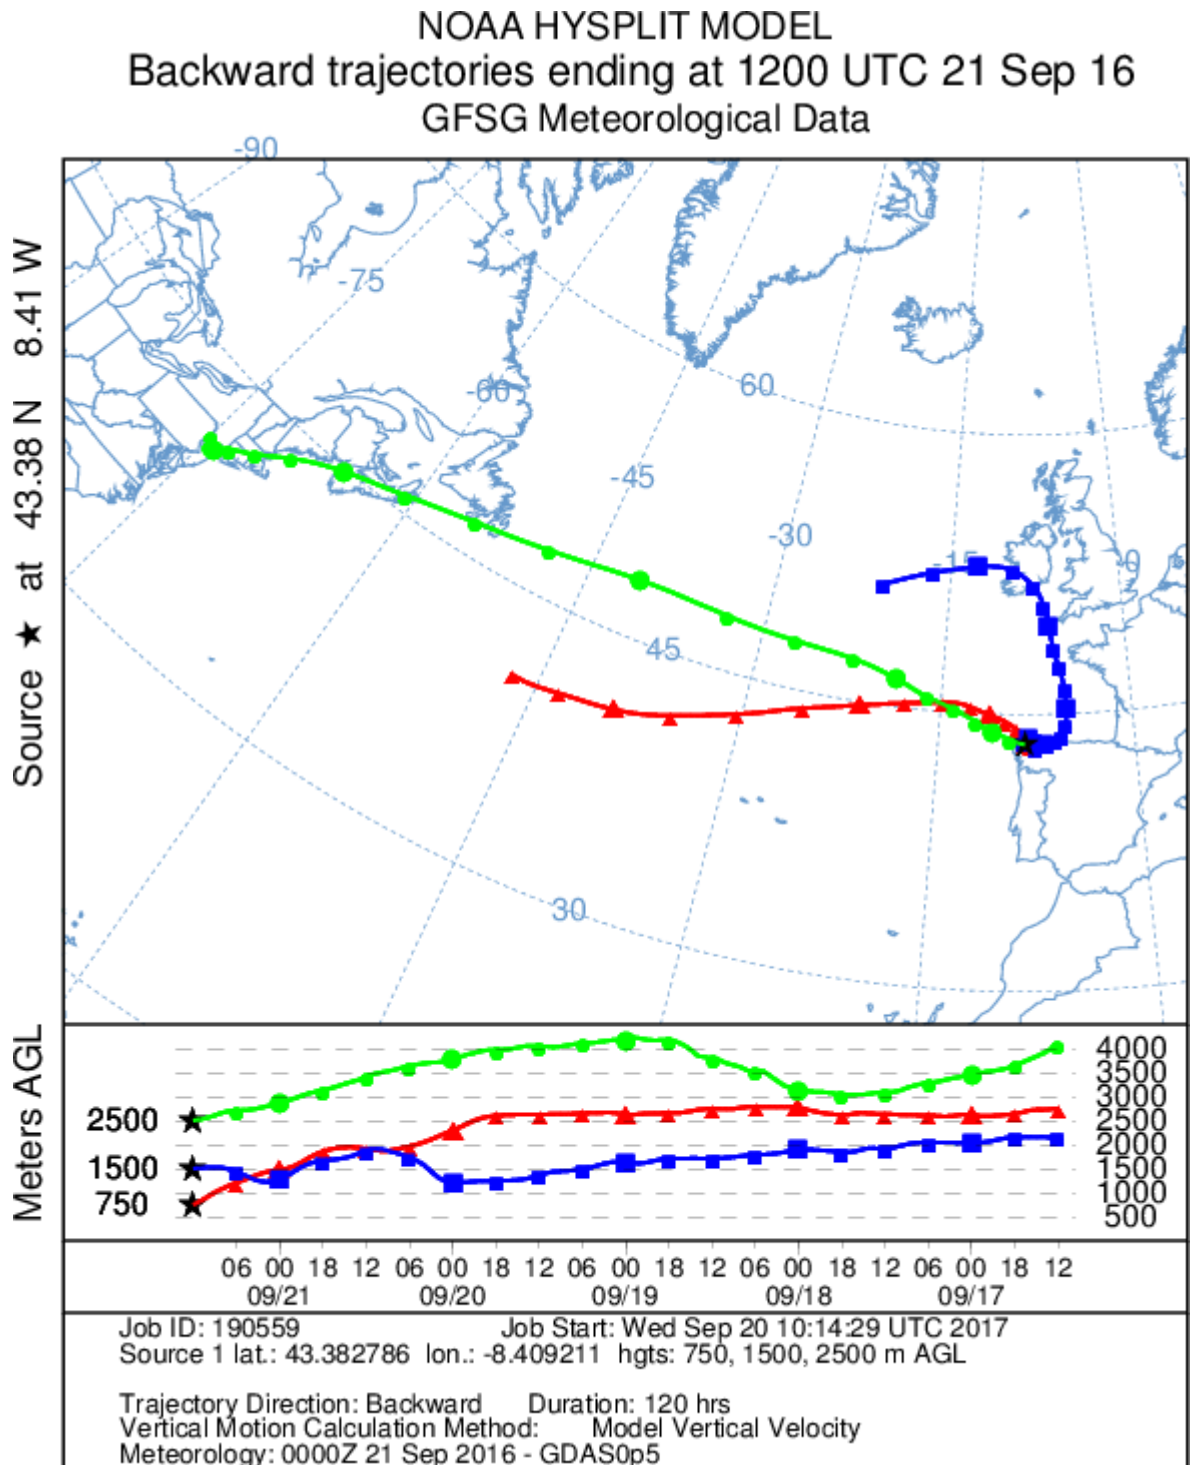 NOAA HYSPLIT MODEL
Backward trajectories ending at 1200 UTC 21 Sep 16
GFSG Meteorological Data
Source ★ at 43.38 N 8.41 W
-90
-75
-60
-45
-30
-15
0
60
45
30
Meters AGL
2500
1500
750
4000
3500
3000
2500
2000
1500
1000
500
06 00 18 12 06 00 18 12 06 00 18 12 06 00 18 12 06 00 18 12
09/21 09/20 09/19 09/18 09/17
Job ID: 190559 Job Start: Wed Sep 20 10:14:29 UTC 2017
Source 1 lat.: 43.382786 lon.: -8.409211 hgts: 750, 1500, 2500 m AGL
Trajectory Direction: Backward Duration: 120 hrs
Vertical Motion Calculation Method: Model Vertical Velocity
Meteorology: 0000Z 21 Sep 2016 - GDAS0p5